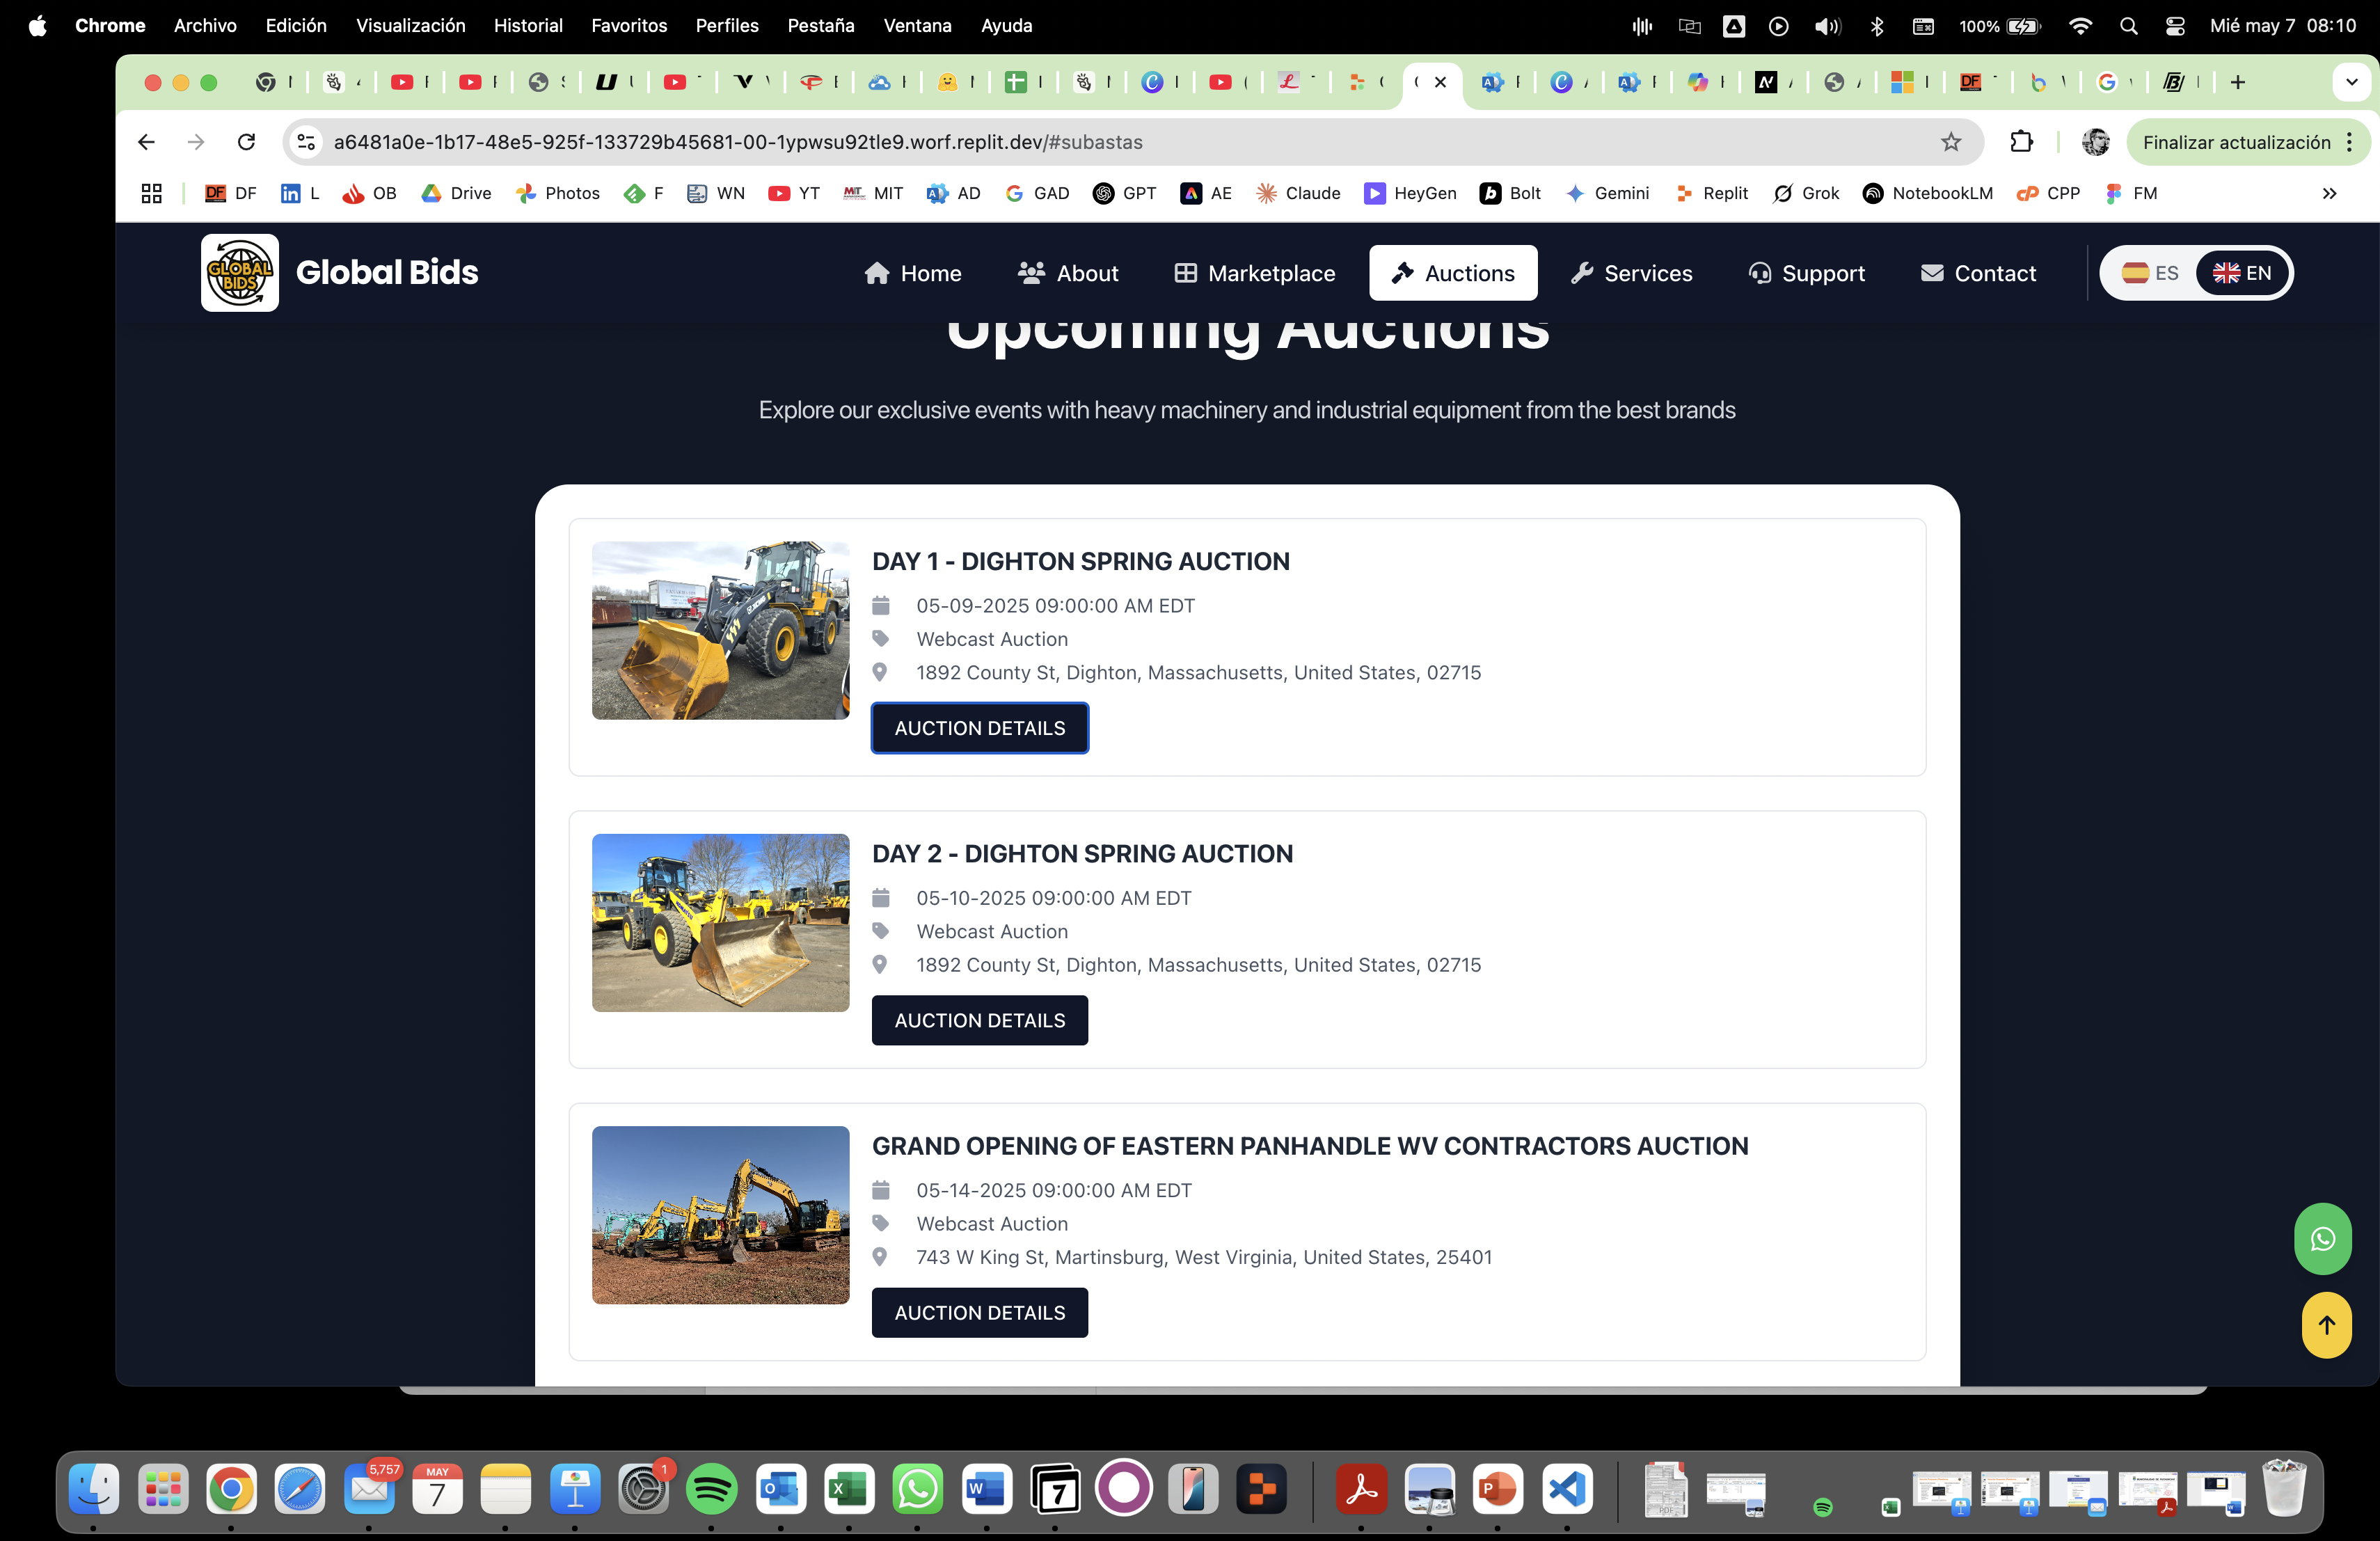 Chrome Archivo Edición Visualización Historial Favoritos Perfiles Pestaña Ventana Ayuda 100% Mié may 7 08:10
a6481a0e-1b17-48e5-925f-133729b45681-00-1ypwsu92tle9.worf.replit.dev/#subastas Finalizar actualización
DF L OB Drive Photos F WN YT MIT AD GAD GPT AE Claude HeyGen Bolt Gemini Replit Grok NotebookLM CPP FM
GLOBAL BIDS Global Bids Home About Marketplace Auctions Services Support Contact ES EN
Upcoming Auctions
Explore our exclusive events with heavy machinery and industrial equipment from the best brands
DAY 1 - DIGHTON SPRING AUCTION
05-09-2025 09:00:00 AM EDT
Webcast Auction
1892 County St, Dighton, Massachusetts, United States, 02715
AUCTION DETAILS
DAY 2 - DIGHTON SPRING AUCTION
05-10-2025 09:00:00 AM EDT
Webcast Auction
1892 County St, Dighton, Massachusetts, United States, 02715
AUCTION DETAILS
GRAND OPENING OF EASTERN PANHANDLE WV CONTRACTORS AUCTION
05-14-2025 09:00:00 AM EDT
Webcast Auction
743 W King St, Martinsburg, West Virginia, United States, 25401
AUCTION DETAILS
5,757 MAY 7 1 7